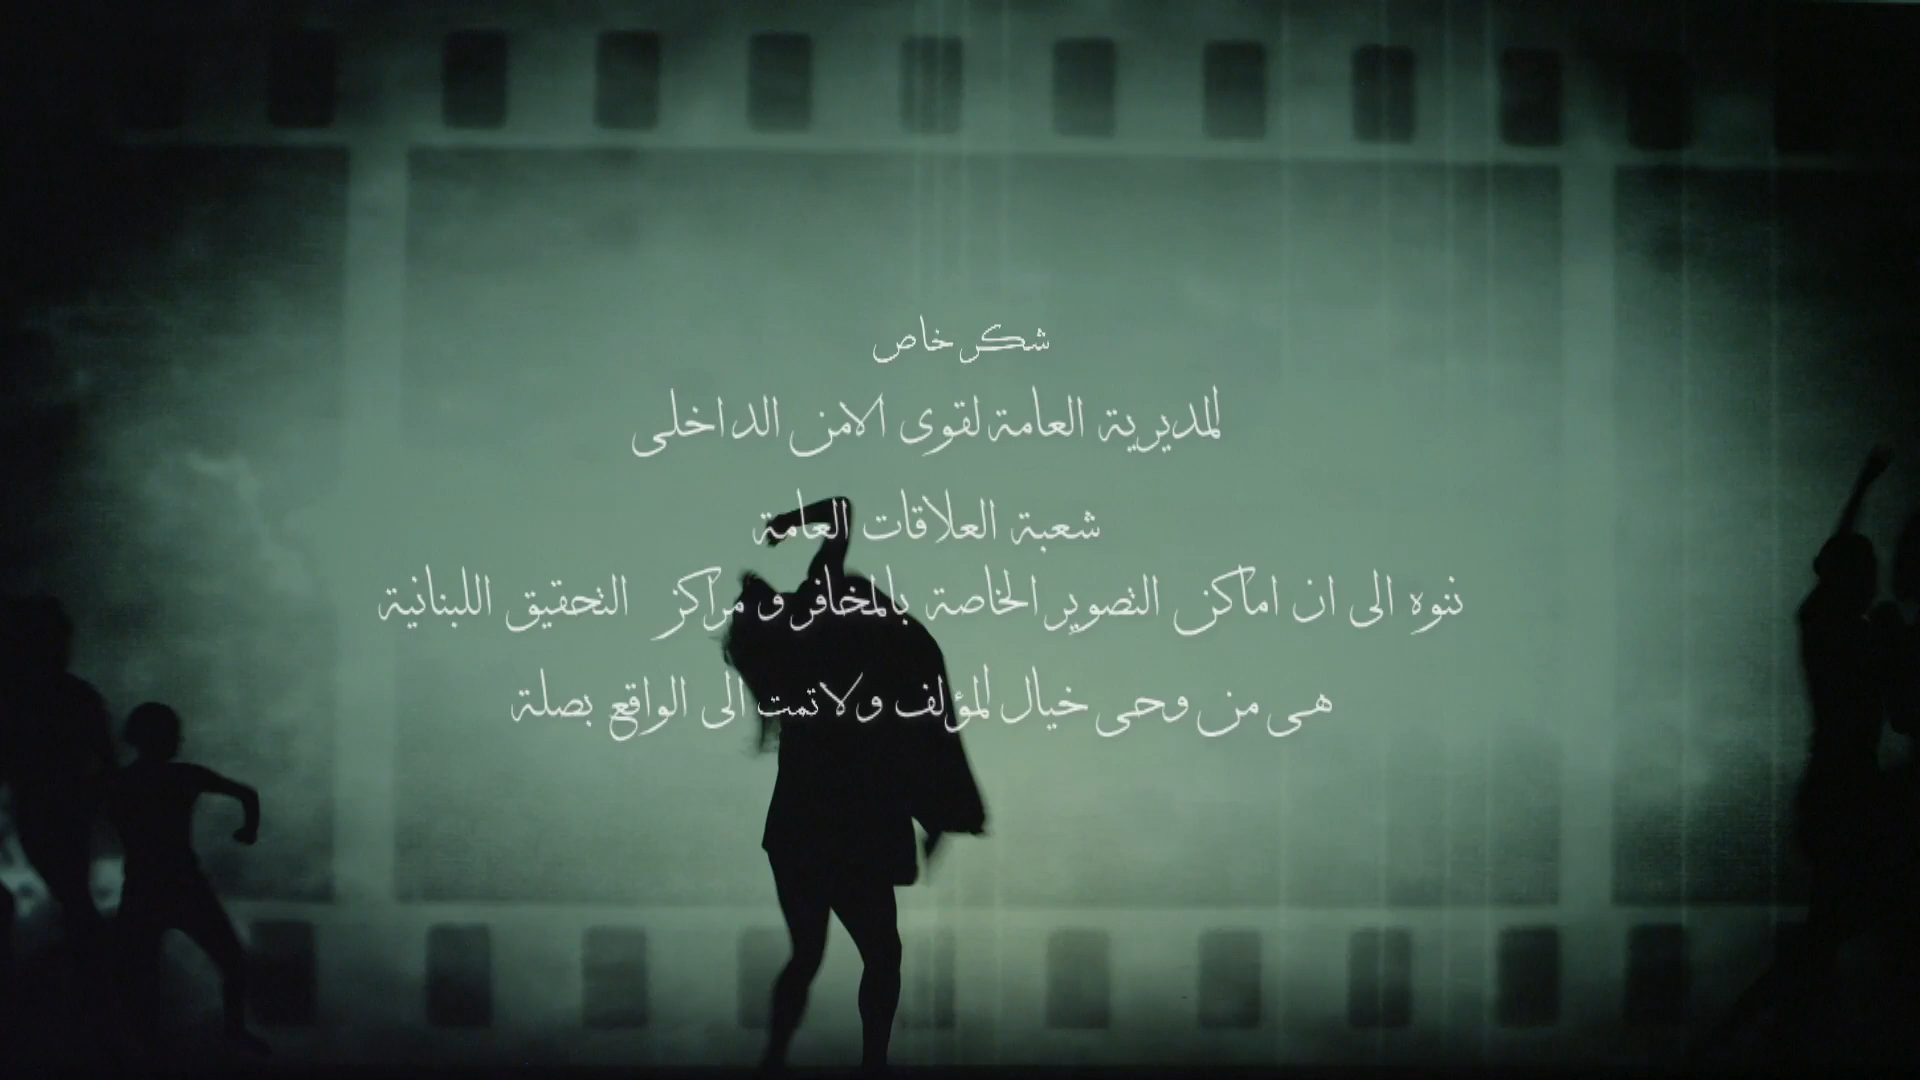 شكر خاص
للمديرية العامة لقوى الامن الداخلي
شعبة العلاقات العامة
ننوه الى ان اماكن التصوير الخاصة بالمخافر و مراكز التحقيق اللبنانية
هي من وحي خيال المؤلف ولا تمت الى الواقع بصلة